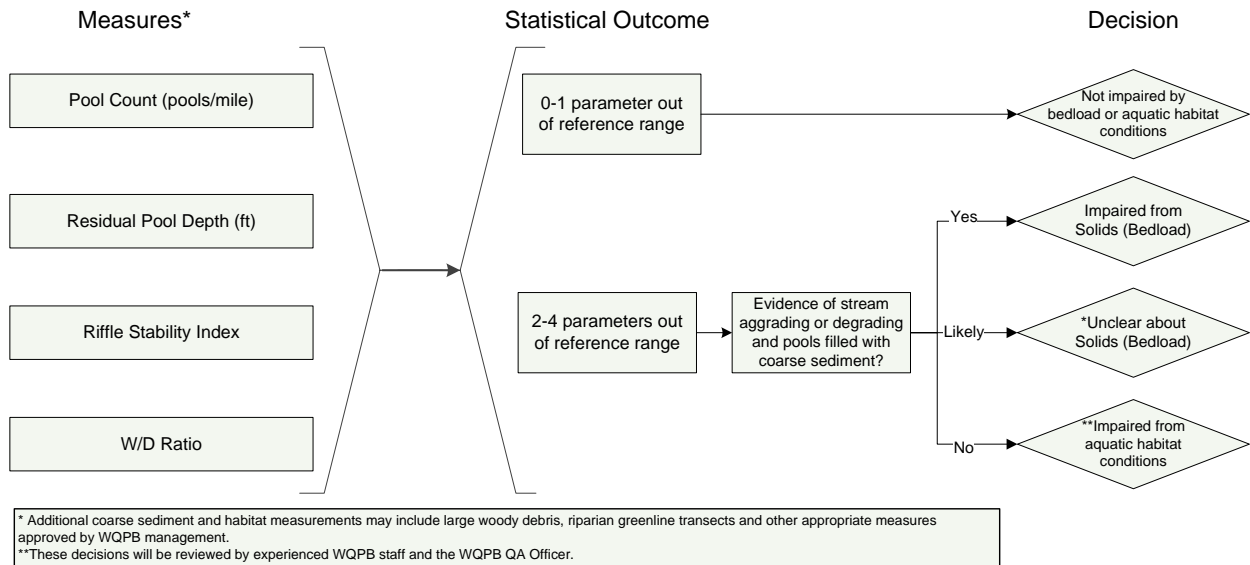 Measures*
Statistical Outcome
Decision
Pool Count (pools/mile)
Residual Pool Depth (ft)
Riffle Stability Index
W/D Ratio
0-1 parameter out
of reference range
2-4 parameters out
of reference range
Evidence of stream
aggrading or degrading
and pools filled with
coarse sediment?
Yes
Likely
No
Not impaired by
bedload or aquatic habitat
conditions
Impaired from
Solids (Bedload)
*Unclear about
Solids (Bedload)
**Impaired from
aquatic habitat
conditions
* Additional coarse sediment and habitat measurements may include large woody debris, riparian greenline transects and other appropriate measures
approved by WQPB management.
**These decisions will be reviewed by experienced WQPB staff and the WQPB QA Officer.